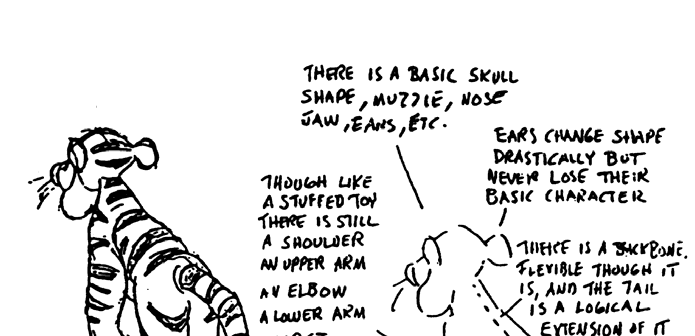 THERE IS A BASIC SKULL
SHAPE, MUZZLE, NOSE
JAW, EARS, ETC.
EARS CHANGE SHAPE
DRASTICALLY BUT
NEVER LOSE THEIR
BASIC CHARACTER
THOUGH LIKE
A STUFFED TOY
THERE IS STILL
A SHOULDER
AN UPPER ARM
AN ELBOW
A LOWER ARM
THERE IS A BACKBONE.
FLEXIBLE THOUGH IT
IS, AND THE TAIL
IS A LOGICAL
EXTENSION OF IT